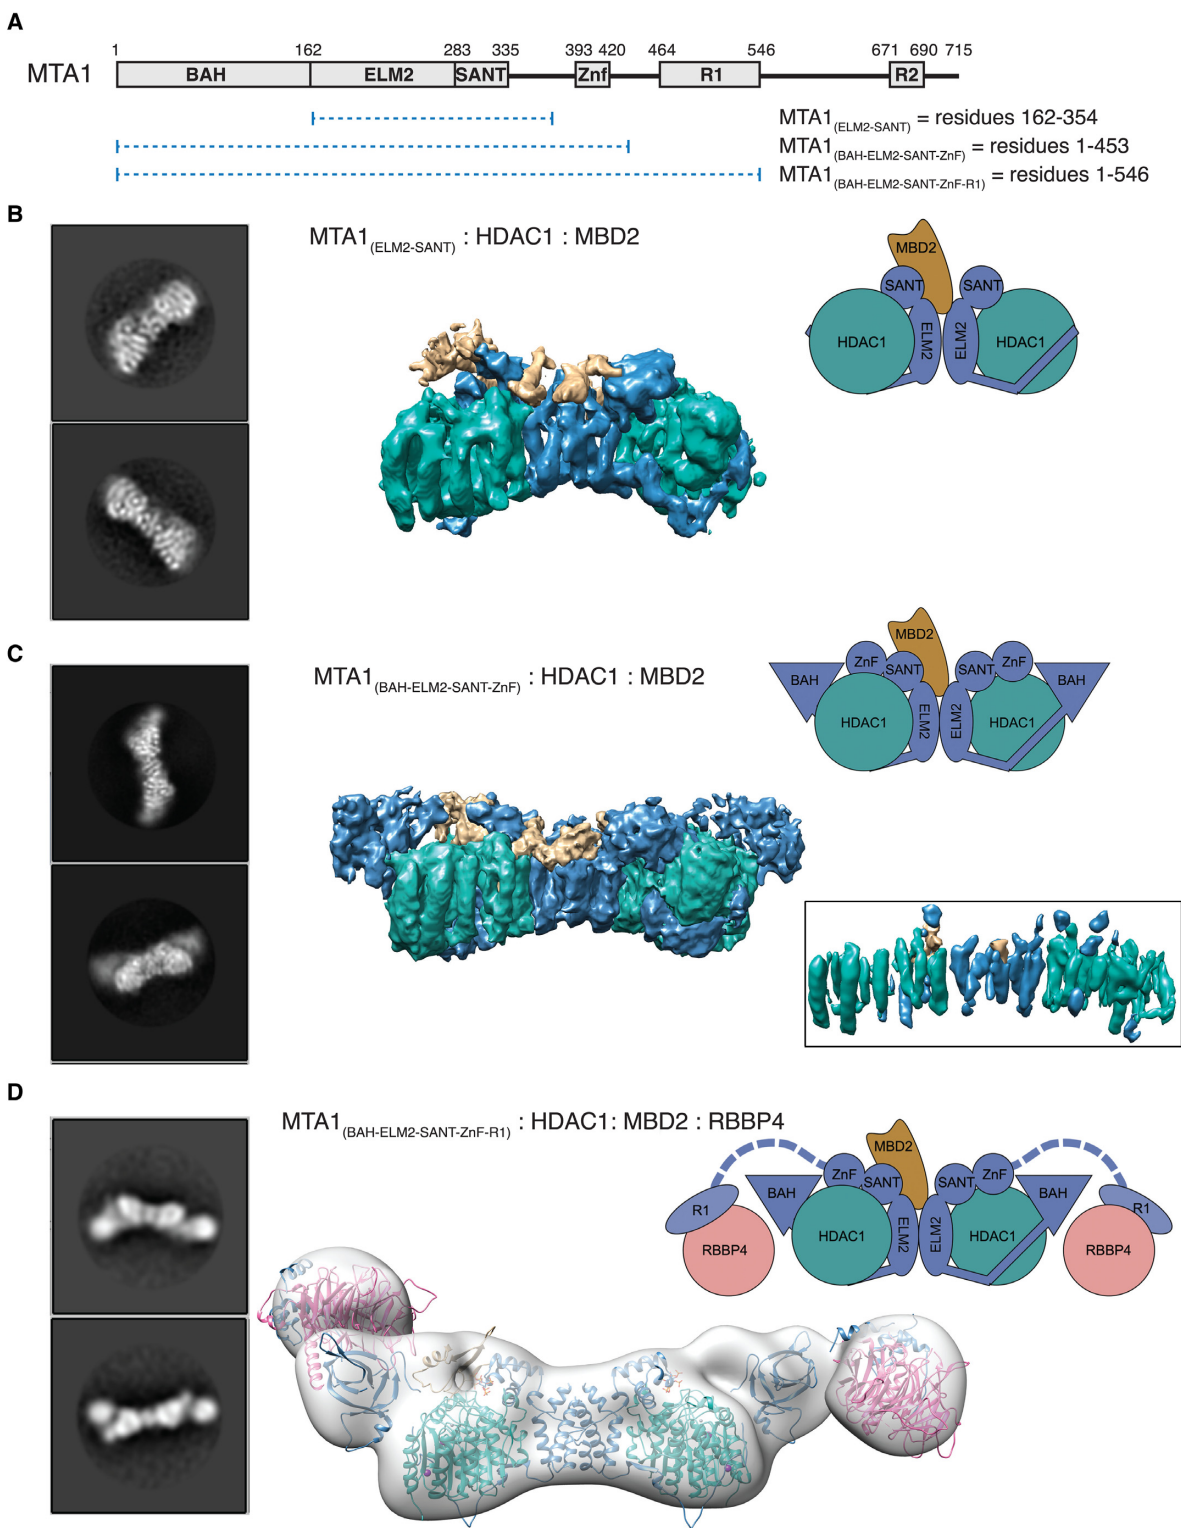 A
1 162 283 335 393 420 464 546 671 690 715
MTA1 BAH ELM2 SANT Znf R1 R2
MTA1(ELM2-SANT) = residues 162-354
MTA1(BAH-ELM2-SANT-ZnF) = residues 1-453
MTA1(BAH-ELM2-SANT-ZnF-R1) = residues 1-546
B
MTA1(ELM2-SANT) : HDAC1 : MBD2
MBD2
SANT SANT
HDAC1 ELM2 ELM2 HDAC1
C
MTA1(BAH-ELM2-SANT-ZnF) : HDAC1 : MBD2
MBD2
ZnF ZnF
BAH SANT SANT BAH
HDAC1 ELM2 ELM2 HDAC1
D
MTA1(BAH-ELM2-SANT-ZnF-R1) : HDAC1: MBD2 : RBBP4
MBD2
ZnF ZnF
BAH SANT SANT BAH
R1 R1
RBBP4 HDAC1 ELM2 ELM2 HDAC1 RBBP4